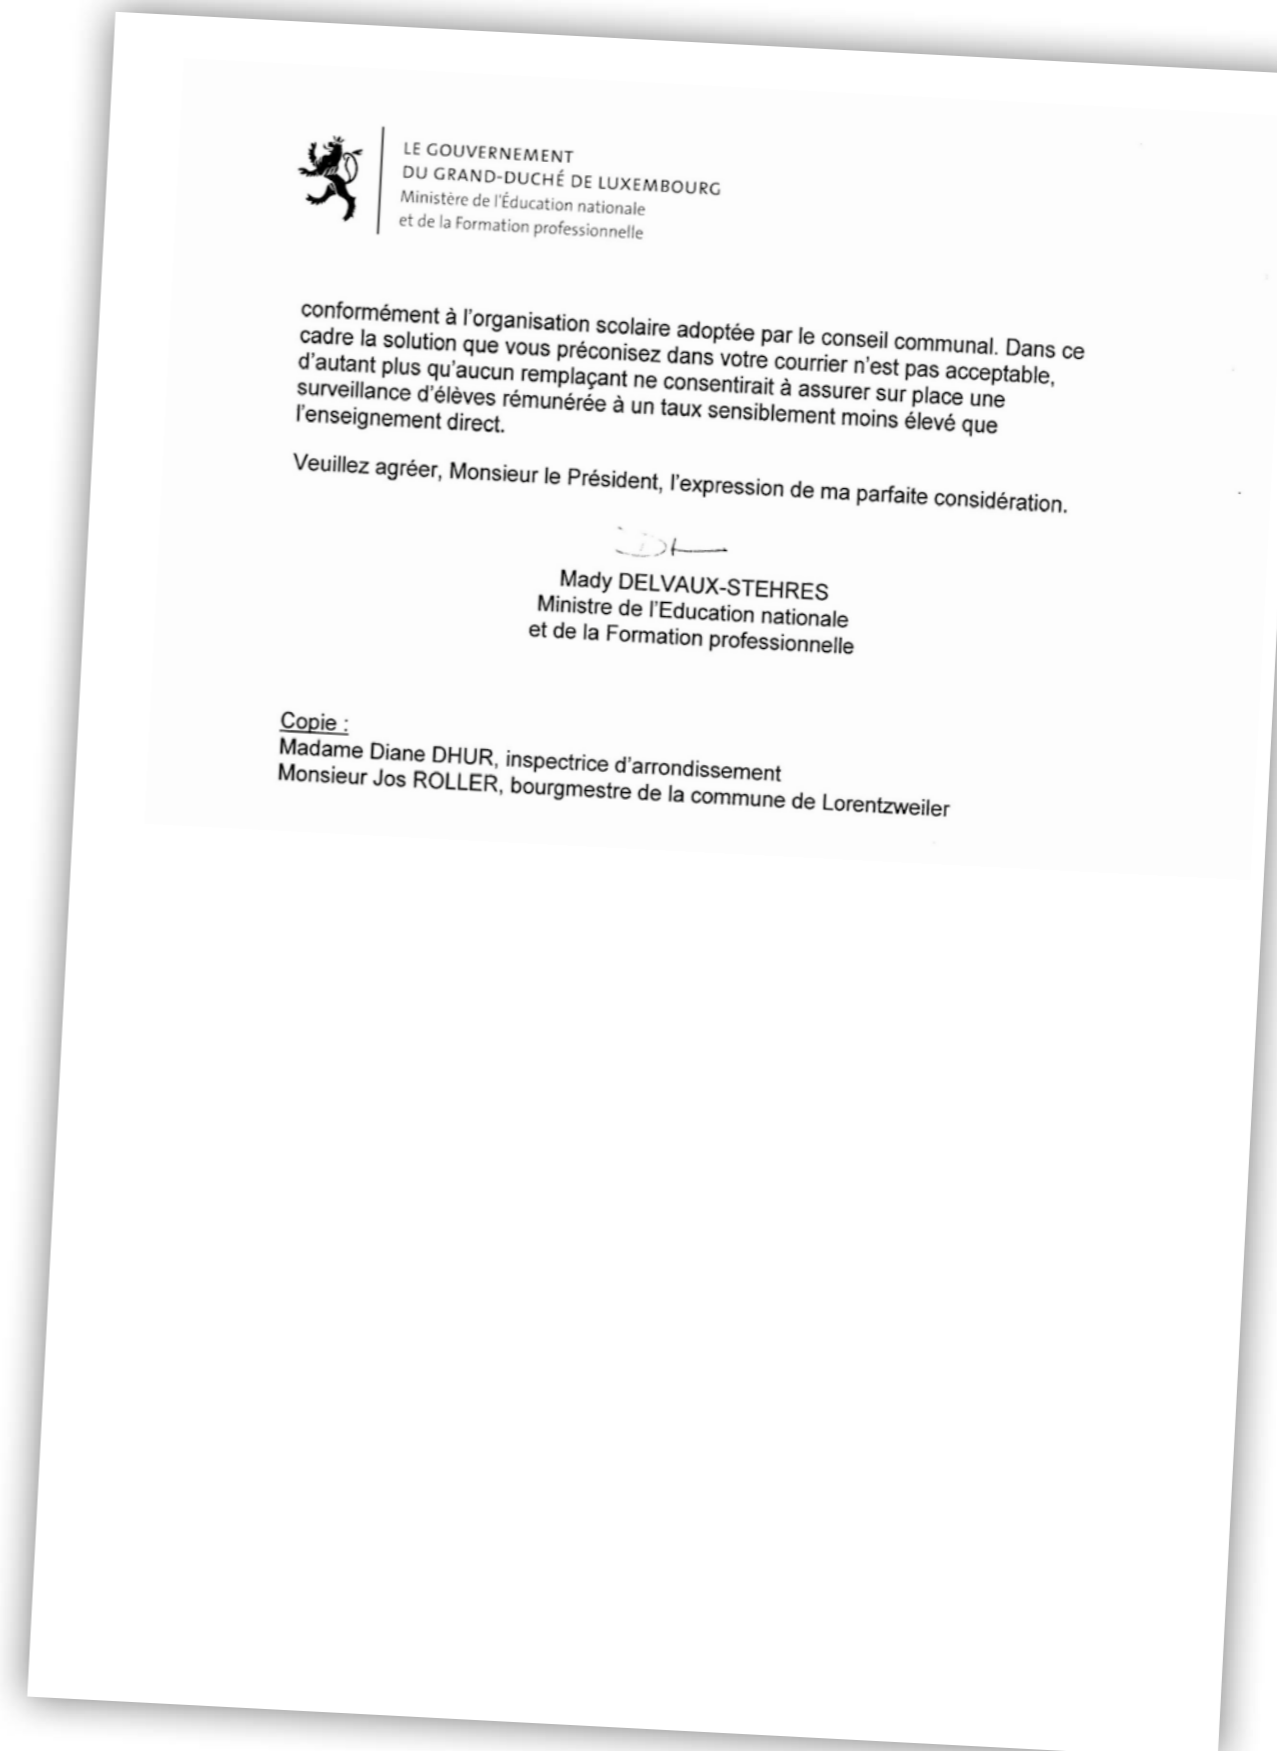 LE GOUVERNEMENT
DU GRAND-DUCHÉ DE LUXEMBOURG
Ministère de l'Éducation nationale
et de la Formation professionnelle
conformément à l'organisation scolaire adoptée par le conseil communal. Dans ce
cadre la solution que vous préconisez dans votre courrier n'est pas acceptable,
d'autant plus qu'aucun remplaçant ne consentirait à assurer sur place une
surveillance d'élèves rémunérée à un taux sensiblement moins élevé que
l'enseignement direct.
Veuillez agréer, Monsieur le Président, l'expression de ma parfaite considération.
Mady DELVAUX-STEHRES
Ministre de l'Education nationale
et de la Formation professionnelle
Copie :
Madame Diane DHUR, inspectrice d'arrondissement
Monsieur Jos ROLLER, bourgmestre de la commune de Lorentzweiler